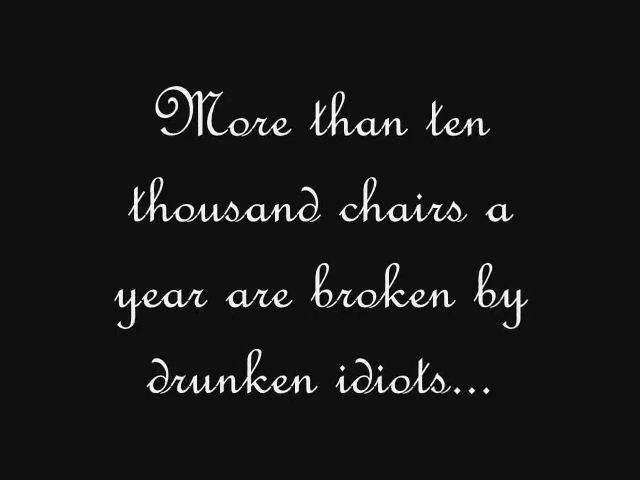 More than ten
thousand chairs a
year are broken by
drunken idiots...